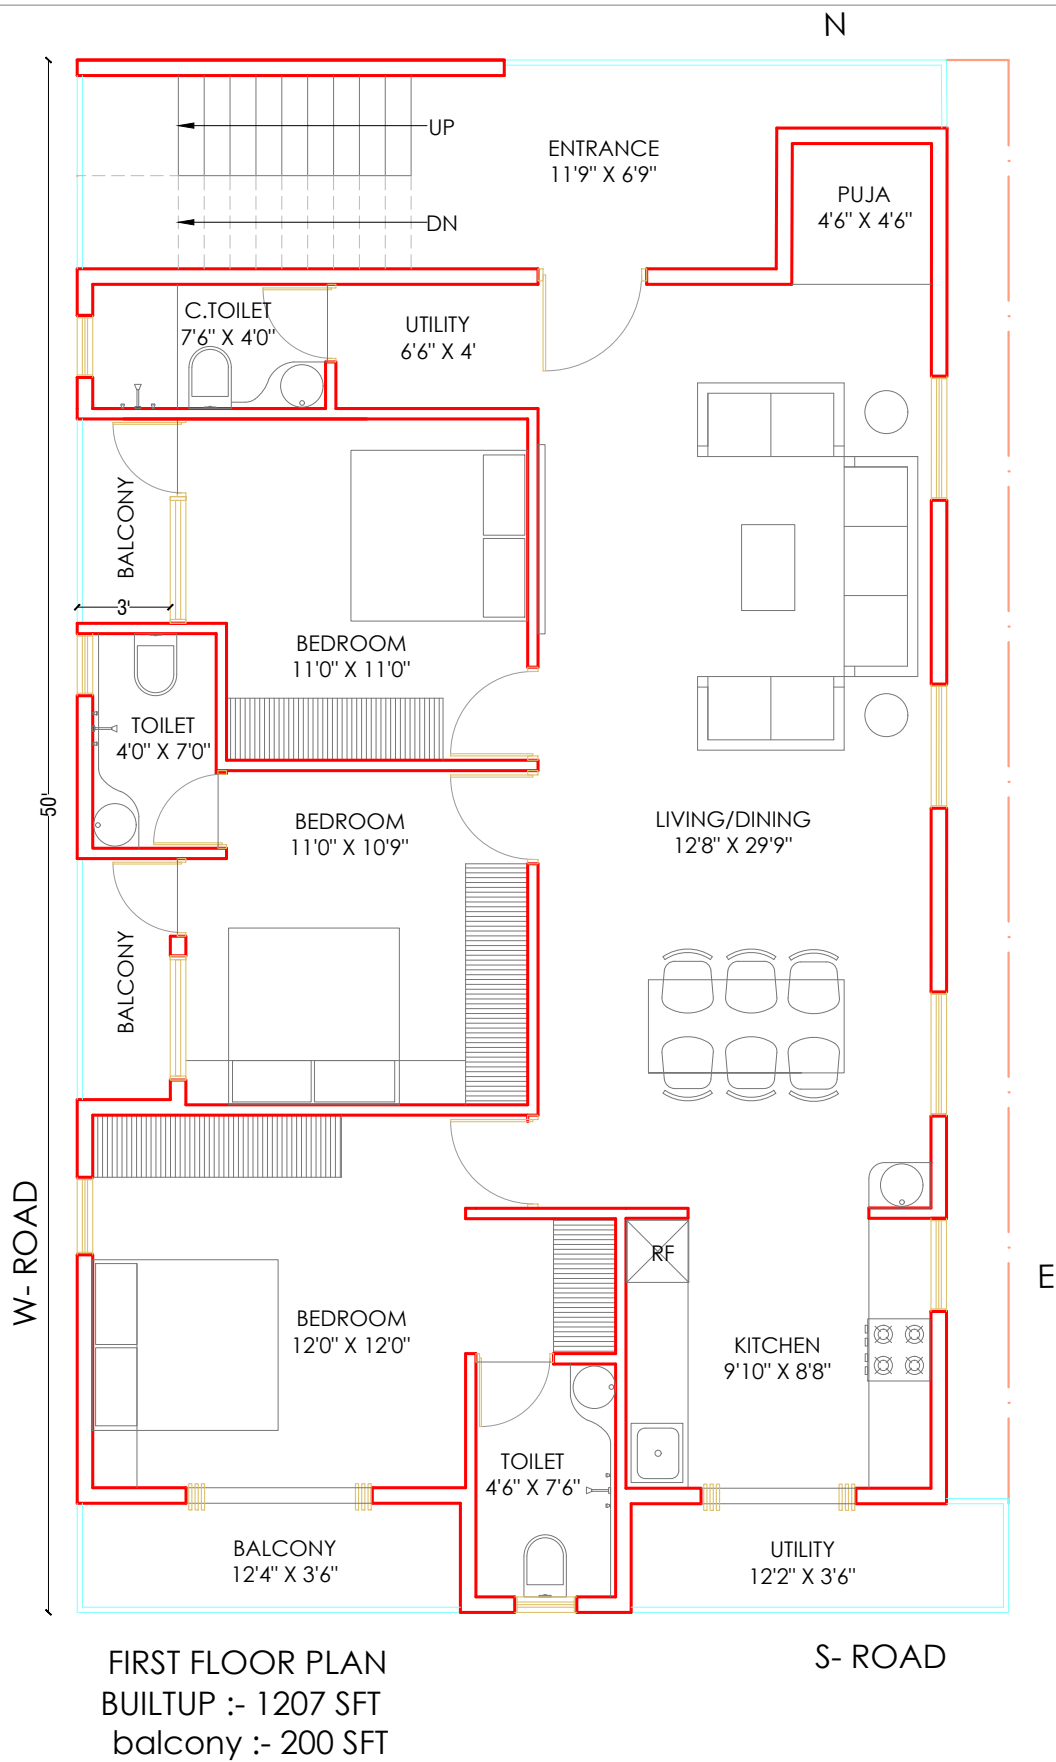 N
UP
ENTRANCE
11'9" X 6'9"
PUJA
4'6" X 4'6"
DN
C.TOILET
7'6" X 4'0"
UTILITY
6'6" X 4'
BALCONY
3'
BEDROOM
11'0" X 11'0"
TOILET
4'0" X 7'0"
50'
BEDROOM
11'0" X 10'9"
LIVING/DINING
12'8" X 29'9"
BALCONY
W- ROAD
RF
E
BEDROOM
12'0" X 12'0"
KITCHEN
9'10" X 8'8"
TOILET
4'6" X 7'6"
BALCONY
12'4" X 3'6"
UTILITY
12'2" X 3'6"
S- ROAD
FIRST FLOOR PLAN
BUILTUP :- 1207 SFT
balcony :- 200 SFT